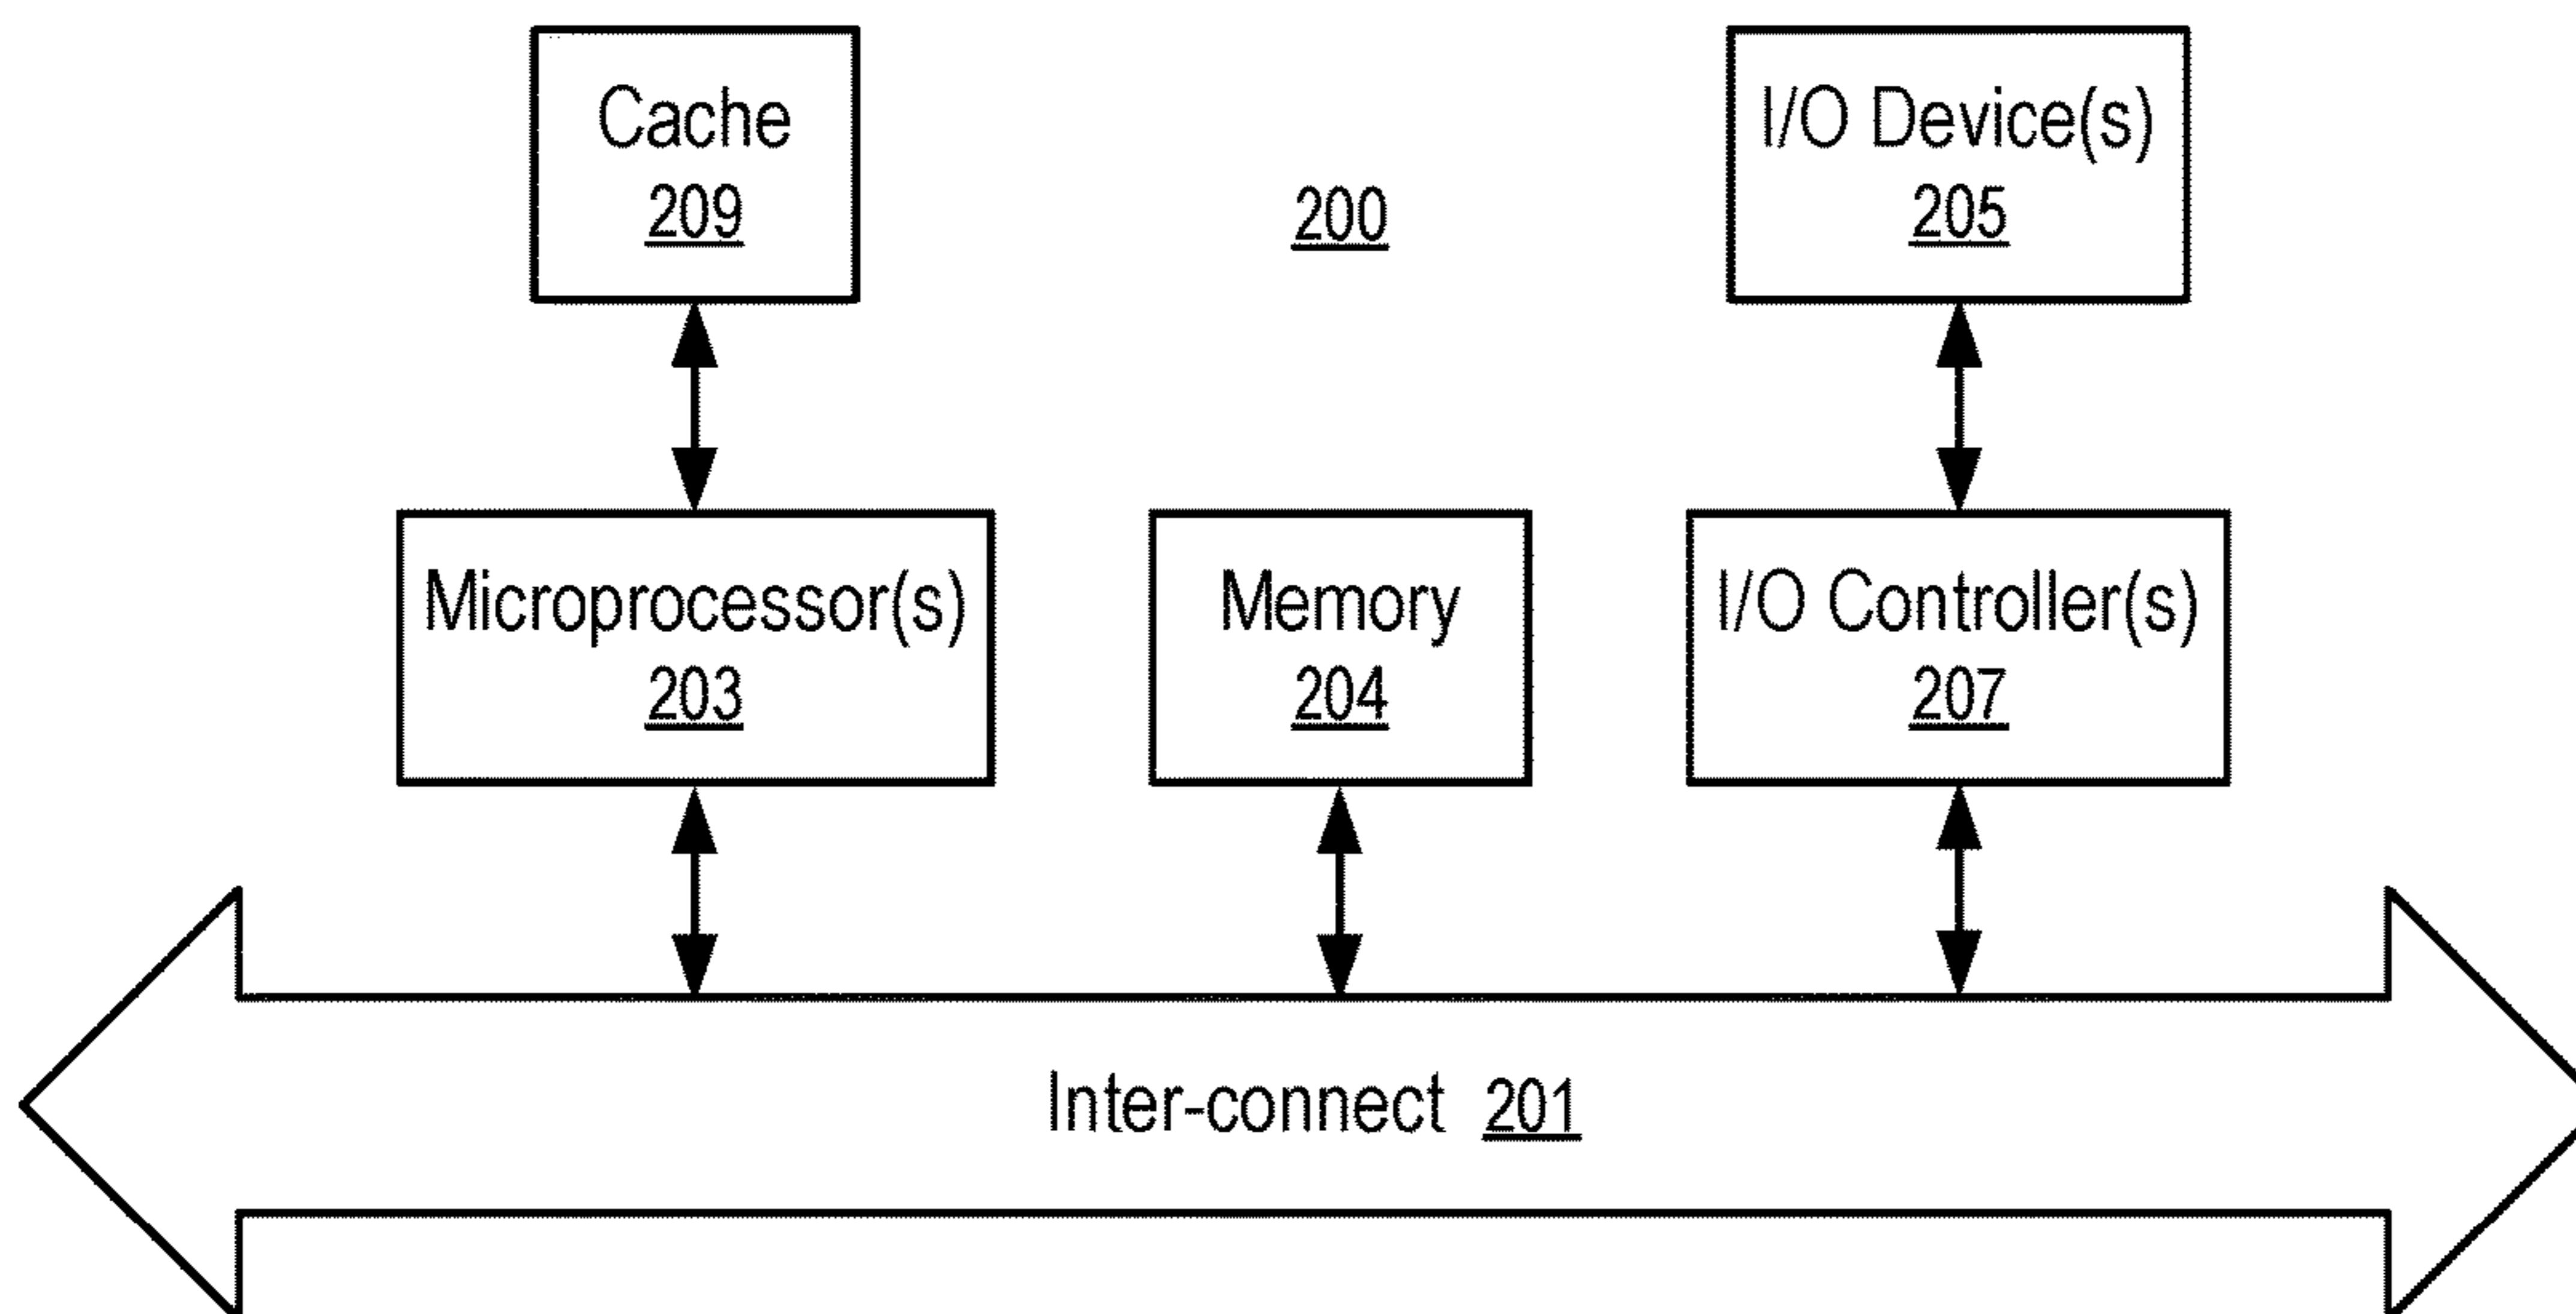 Cache
209
200
I/O Device(s)
205
Microprocessor(s)
203
Memory
204
I/O Controller(s)
207
Inter-connect 201